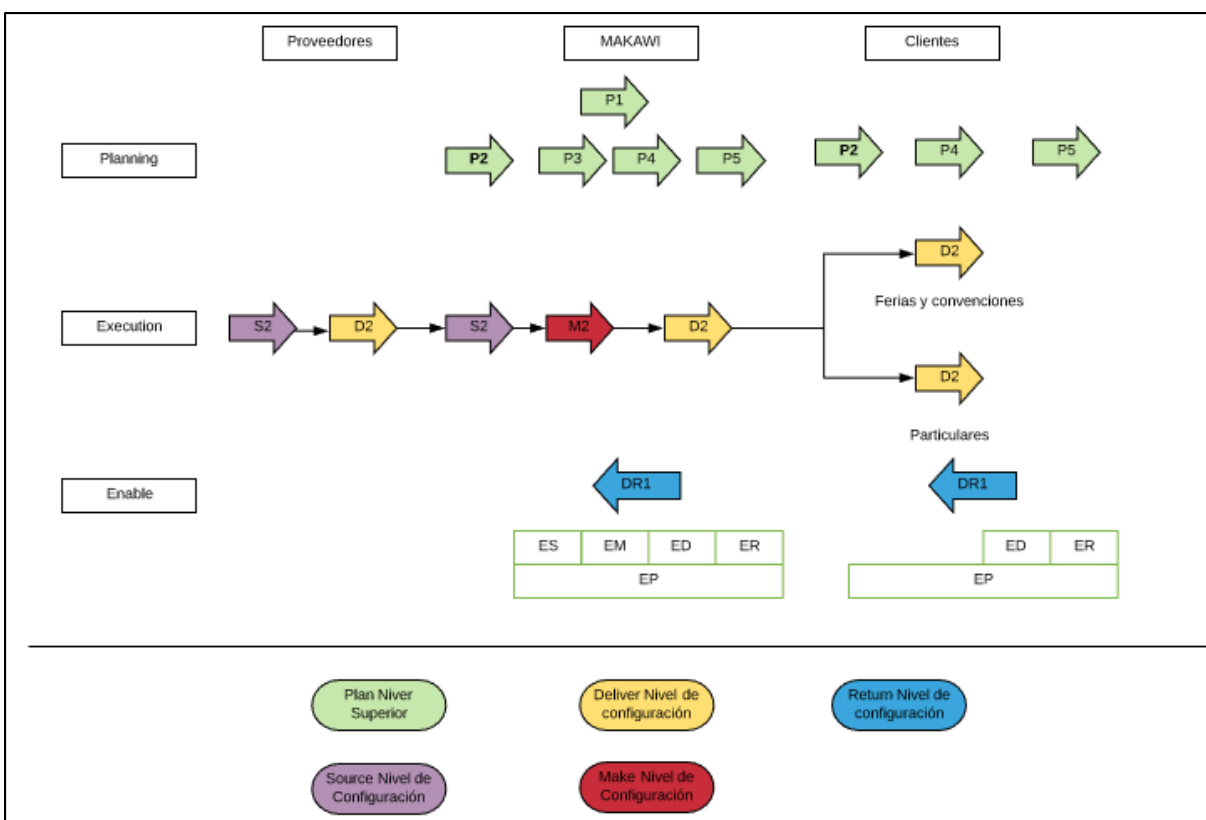 Proveedores
MAKAWI
Clientes
P1
Planning
P2
P3
P4
P5
P2
P4
P5
D2
Ferias y convenciones
Execution
S2
D2
S2
M2
D2
D2
Particulares
Enable
DR1
DR1
ES
EM
ED
ER
EP
ED
ER
EP
Plan Niver
Superior
Deliver Nivel de
configuración
Return Nivel de
configuración
Source Nivel de
Configuración
Make Nivel de
Configuración